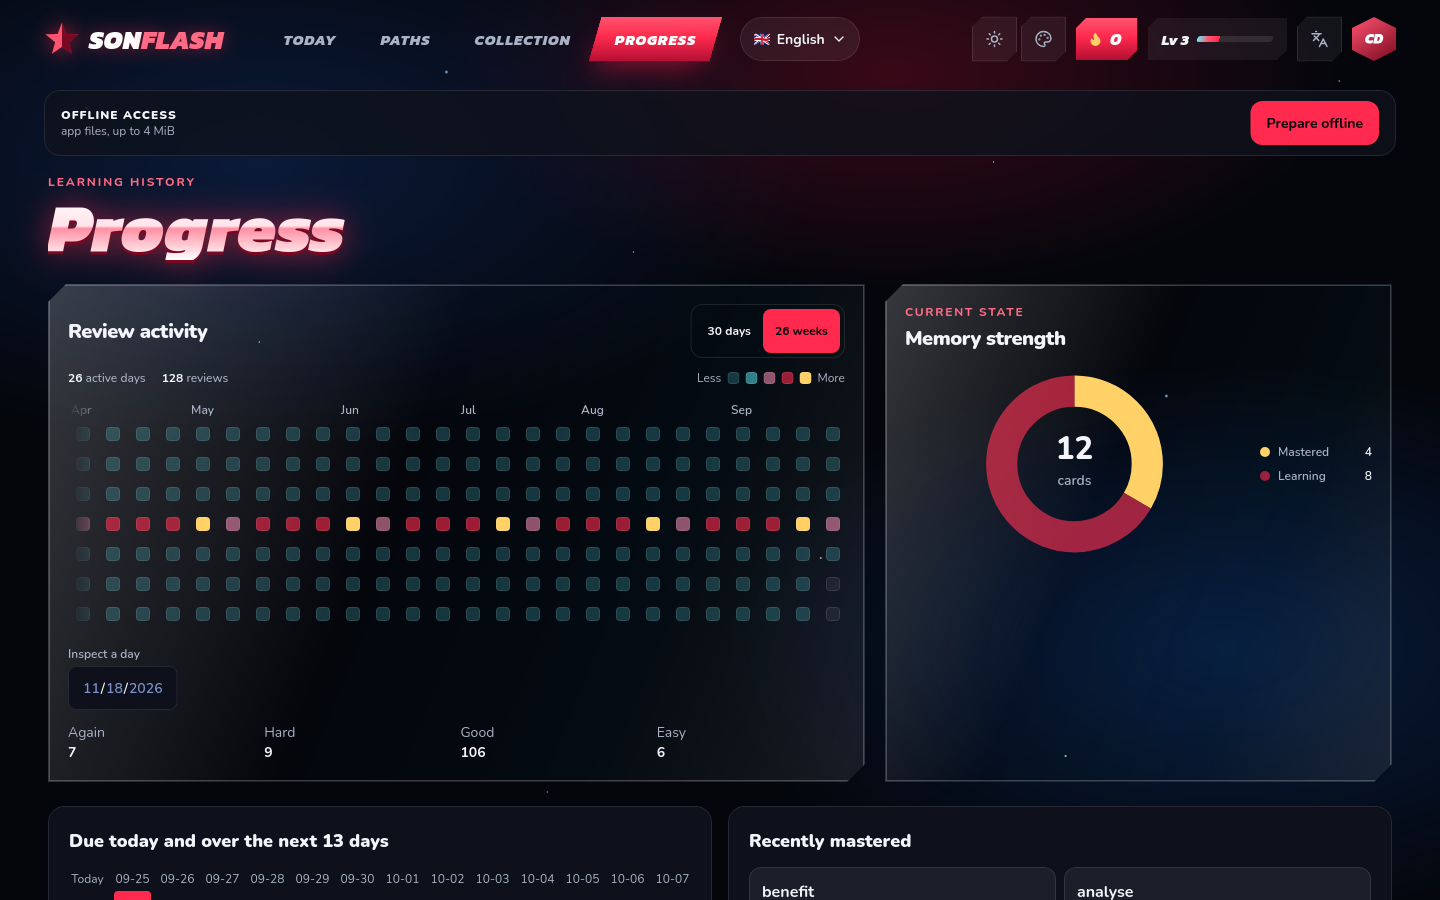 SONFLASH
TODAY
PATHS
COLLECTION
PROGRESS
English
0
Lv 3
CD
OFFLINE ACCESS
app files, up to 4 MiB
Prepare offline
LEARNING HISTORY
Progress
Review activity
30 days
26 weeks
26 active days 128 reviews
Less
More
Apr May Jun Jul Aug Sep
Inspect a day
11/18/2026
Again Hard Good Easy
7 9 106 6
CURRENT STATE
Memory strength
12
cards
Mastered 4
Learning 8
Due today and over the next 13 days
Today 09-25 09-26 09-27 09-28 09-29 09-30 10-01 10-02 10-03 10-04 10-05 10-06 10-07
Recently mastered
benefit
analyse